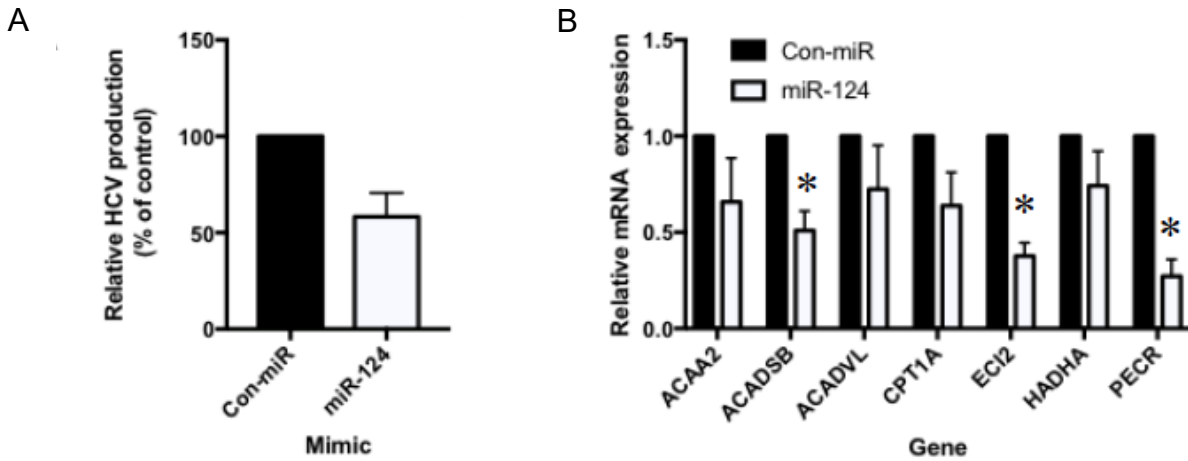 A
Relative HCV production
(% of control)
150
100
50
0
Con-miR
miR-124
Mimic
B
Relative mRNA expression
1.5
1.0
0.5
0.0
Con-miR
miR-124
*
*
*
ACAA2
ACADSB
ACADVL
CPT1A
ECI2
HADHA
PECR
Gene